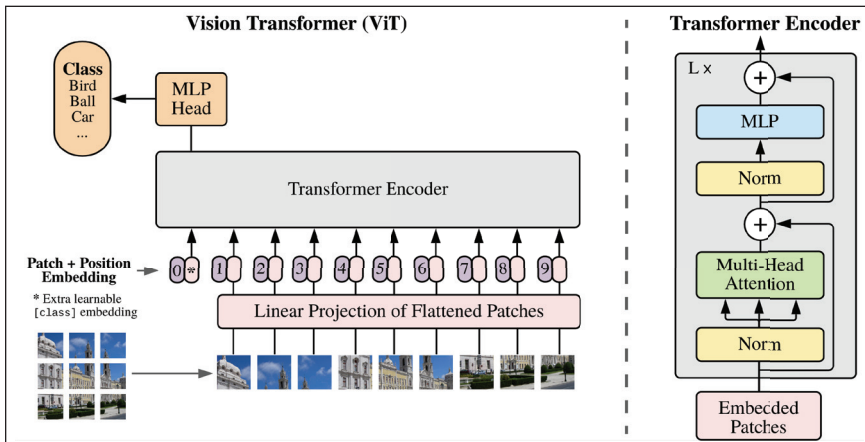 Vision Transformer (ViT)
Class
Bird
Ball
Car
...
MLP
Head
Transformer Encoder
Patch + Position
Embedding
0 * 1 2 3 4 5 6 7 8 9
* Extra learnable
[class] embedding
Linear Projection of Flattened Patches
Transformer Encoder
L ×
+
MLP
Norm
+
Multi-Head
Attention
Norm
Embedded
Patches